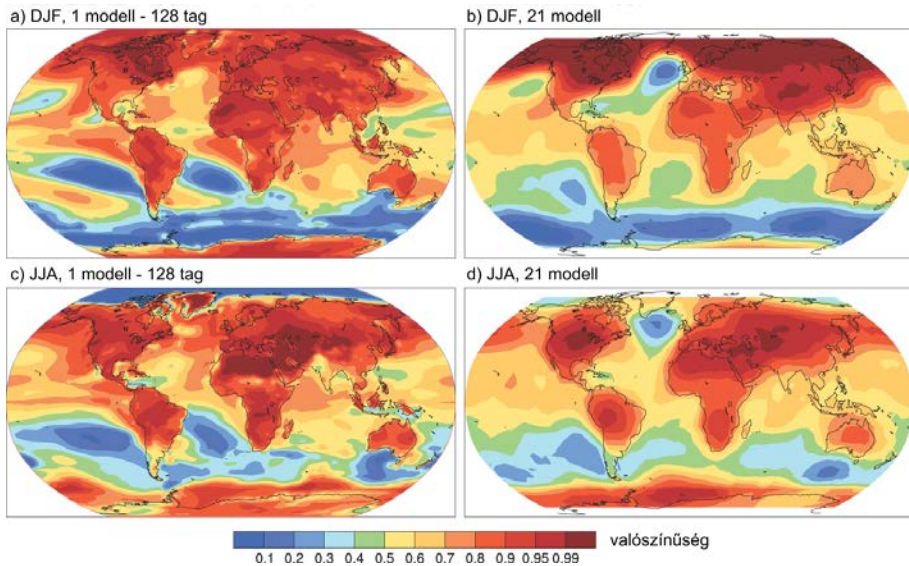 a) DJF, 1 modell - 128 tag
b) DJF, 21 modell
c) JJA, 1 modell - 128 tag
d) JJA, 21 modell
0.1 0.2 0.3 0.4 0.5 0.6 0.7 0.8 0.9 0.95 0.99 valószínűség